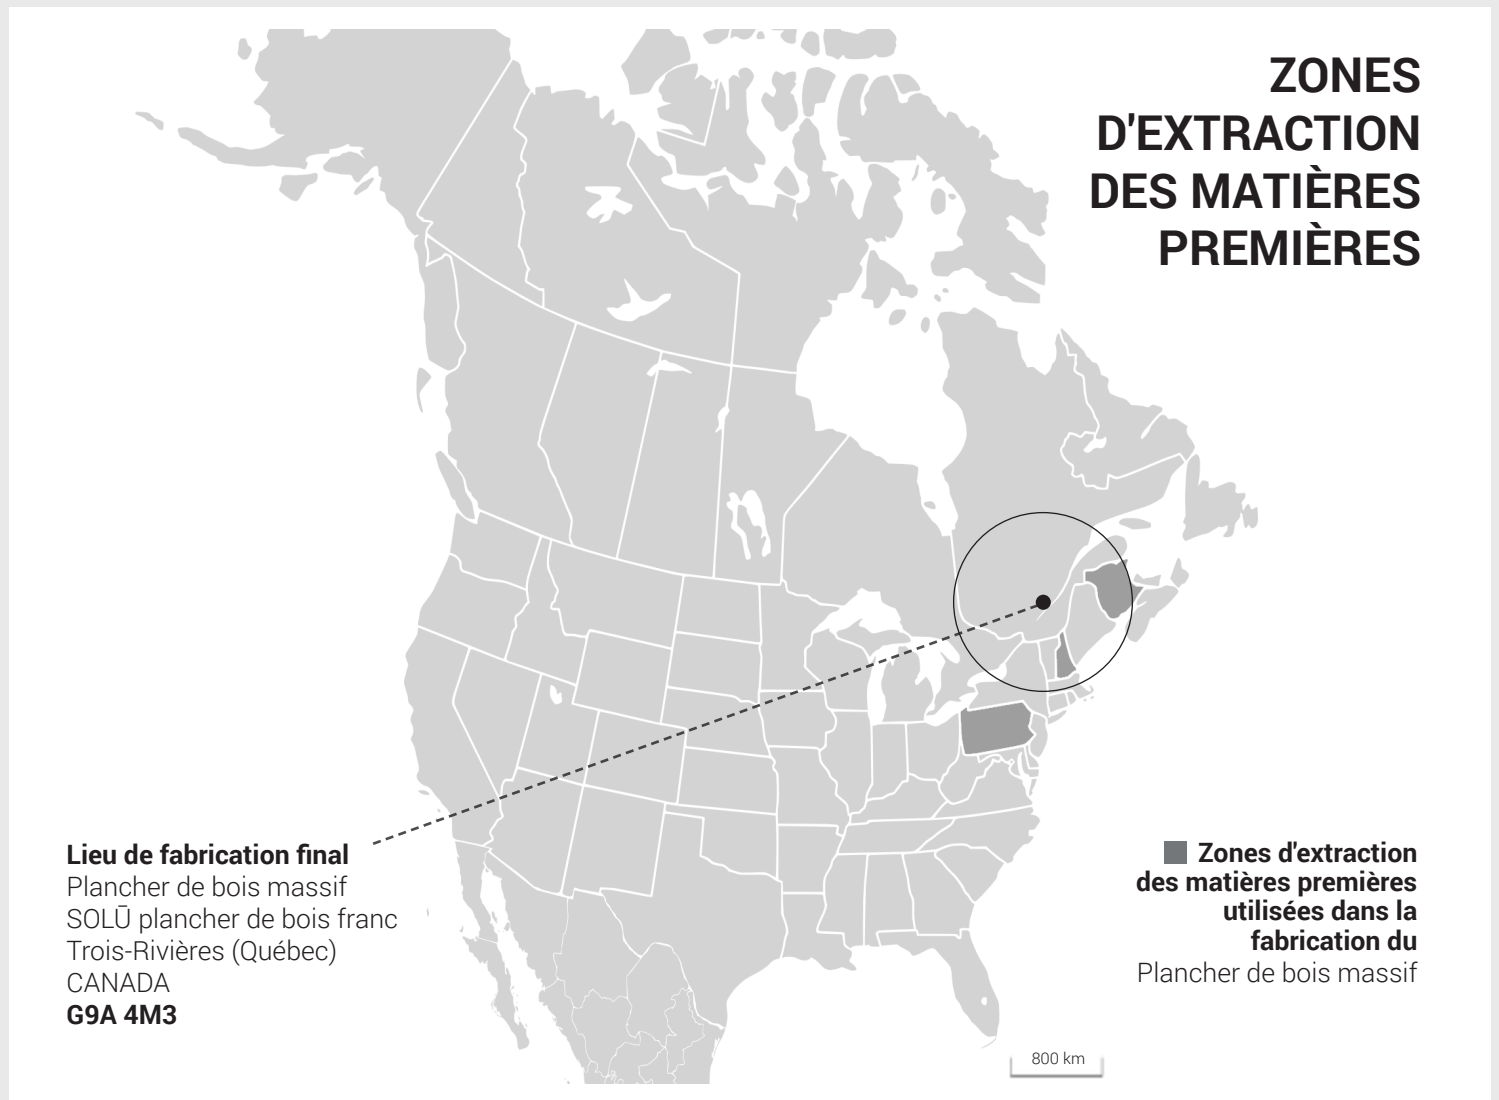 ZONES
D'EXTRACTION
DES MATIÈRES
PREMIÈRES
Lieu de fabrication final
Plancher de bois massif
SOLŪ plancher de bois franc
Trois-Rivières (Québec)
CANADA
G9A 4M3
Zones d'extraction
des matières premières
utilisées dans la
fabrication du
Plancher de bois massif
800 km